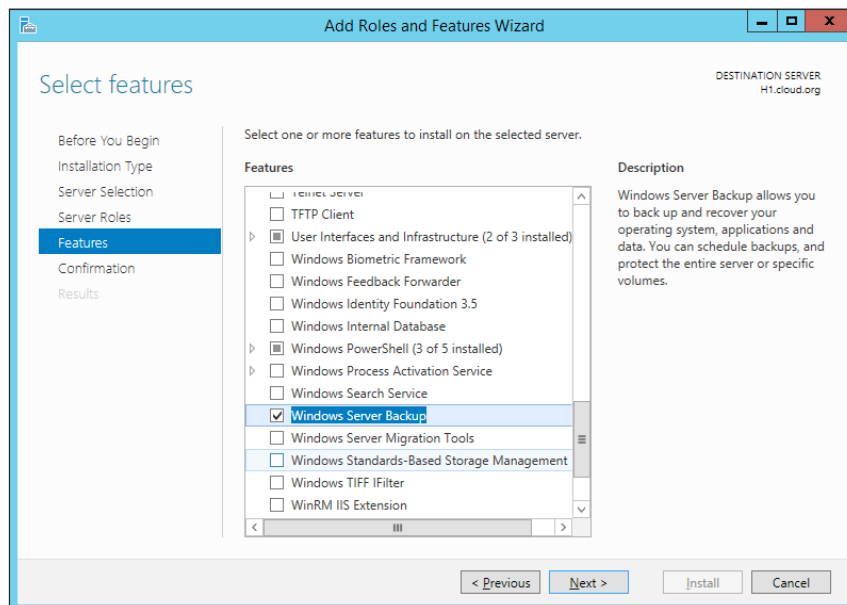 Add Roles and Features Wizard
Select features
DESTINATION SERVER
H1.cloud.org
Before You Begin
Installation Type
Server Selection
Server Roles
Features
Confirmation
Results
Select one or more features to install on the selected server.
Features
Telnet Server
TFTP Client
User Interfaces and Infrastructure (2 of 3 installed)
Windows Biometric Framework
Windows Feedback Forwarder
Windows Identity Foundation 3.5
Windows Internal Database
Windows PowerShell (3 of 5 installed)
Windows Process Activation Service
Windows Search Service
Windows Server Backup
Windows Server Migration Tools
Windows Standards-Based Storage Management
Windows TIFF IFilter
WinRM IIS Extension
Description
Windows Server Backup allows you
to back up and recover your
operating system, applications and
data. You can schedule backups, and
protect the entire server or specific
volumes.
< Previous
Next >
Install
Cancel